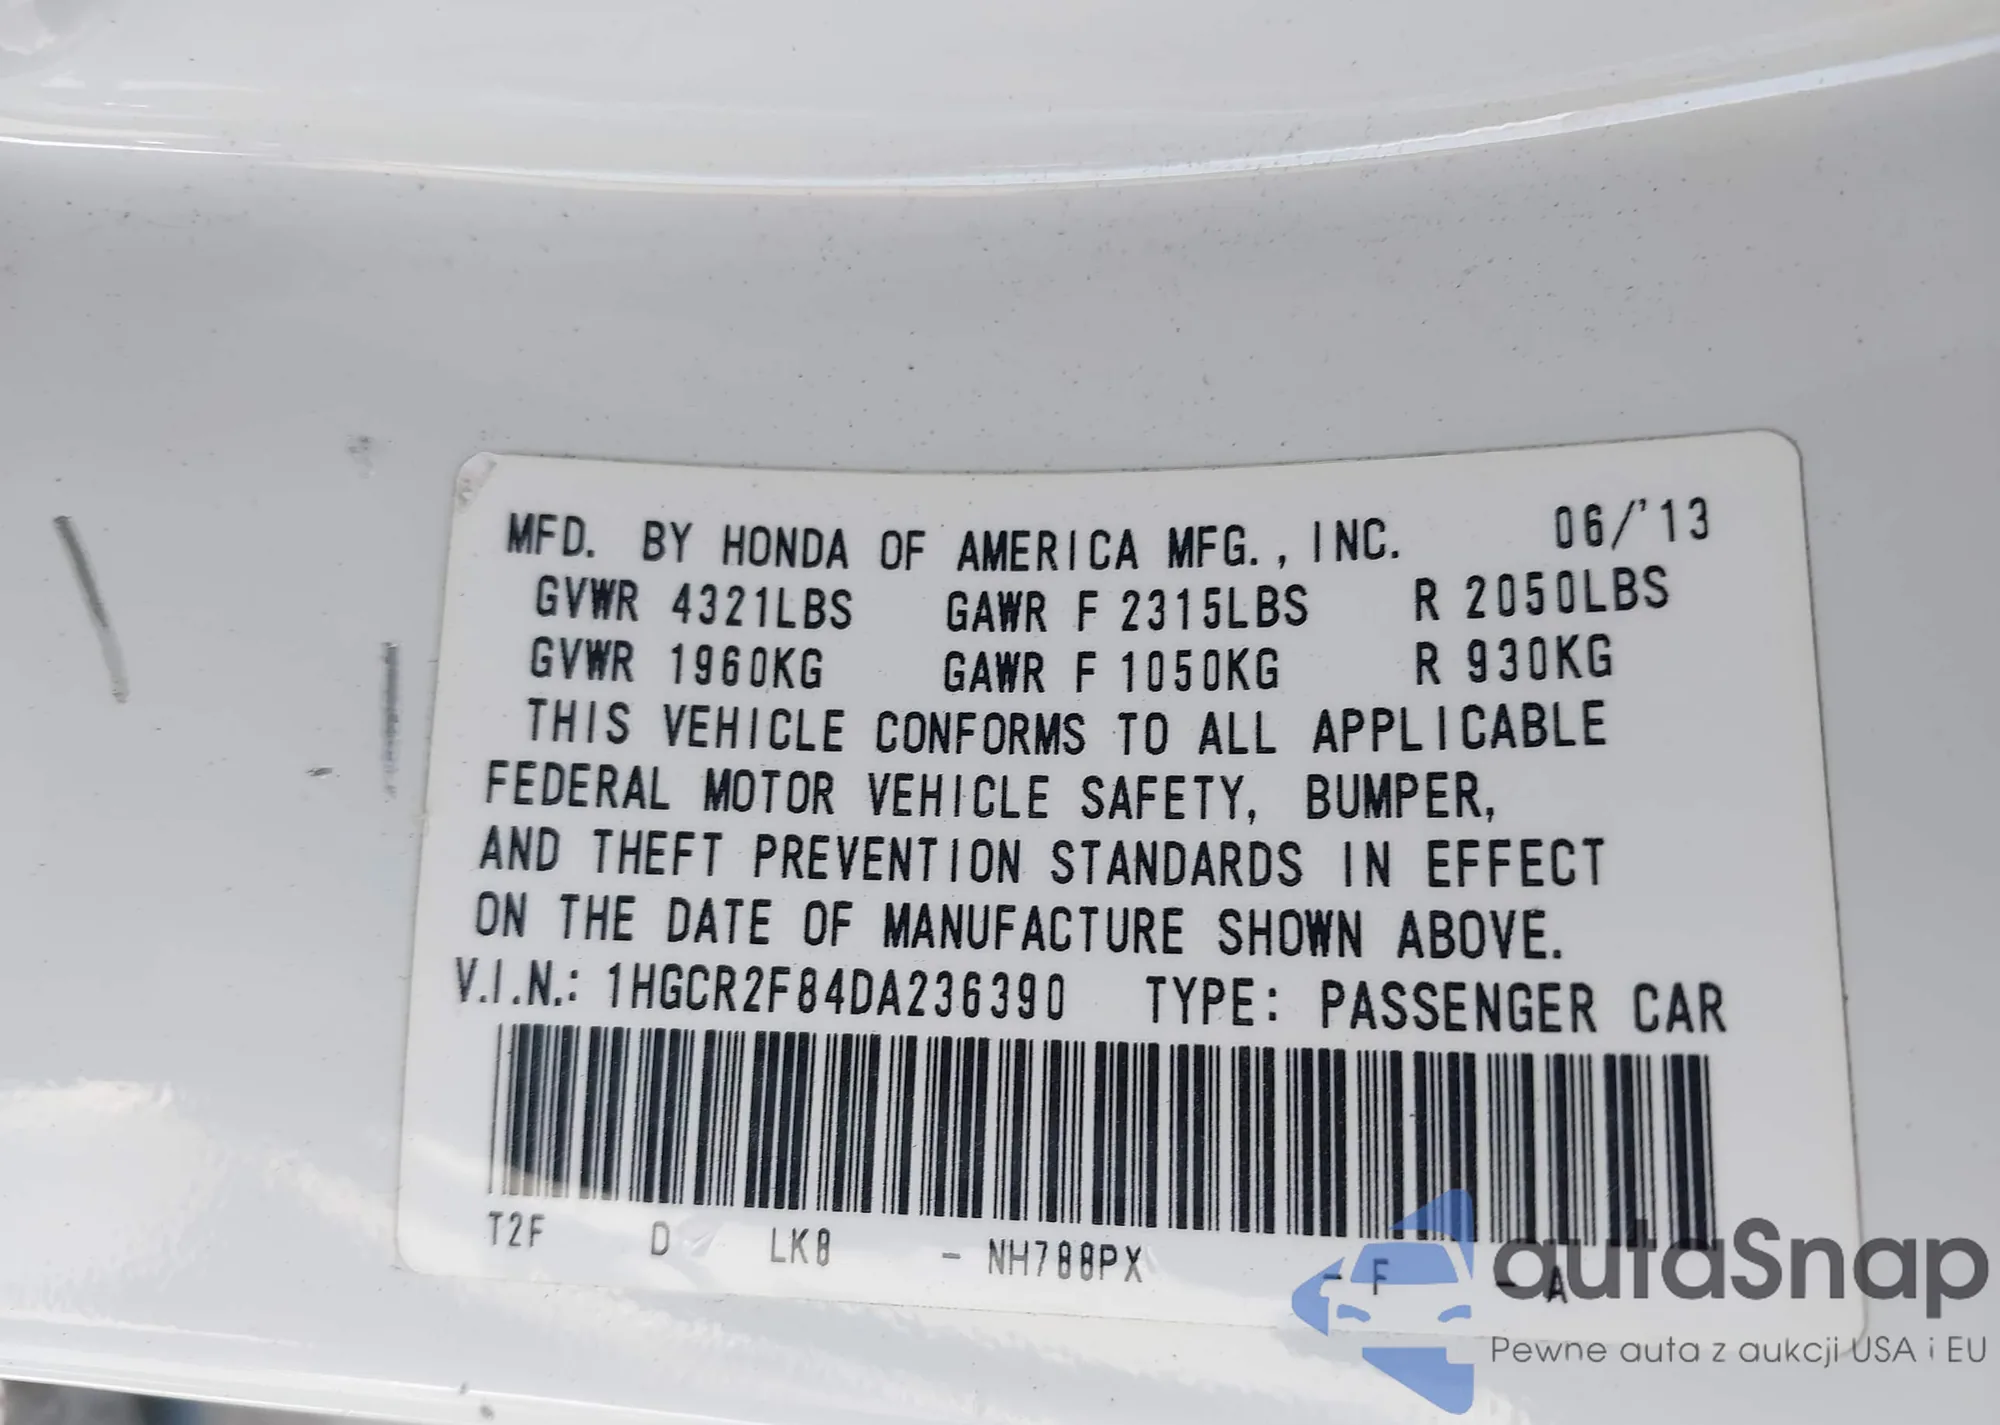 MFD. BY HONDA OF AMERICA MFG., INC. 06/'13
GVWR 4321LBS GAWR F 2315LBS R 2050LBS
GVWR 1960KG GAWR F 1050KG R 930KG
THIS VEHICLE CONFORMS TO ALL APPLICABLE
FEDERAL MOTOR VEHICLE SAFETY, BUMPER,
AND THEFT PREVENTION STANDARDS IN EFFECT
ON THE DATE OF MANUFACTURE SHOWN ABOVE.
V.I.N.: 1HGCR2F84DA236390 TYPE: PASSENGER CAR
T2F D LK8 - NH788PX - F - A
autaSnap
Pewne auta z aukcji USA i EU